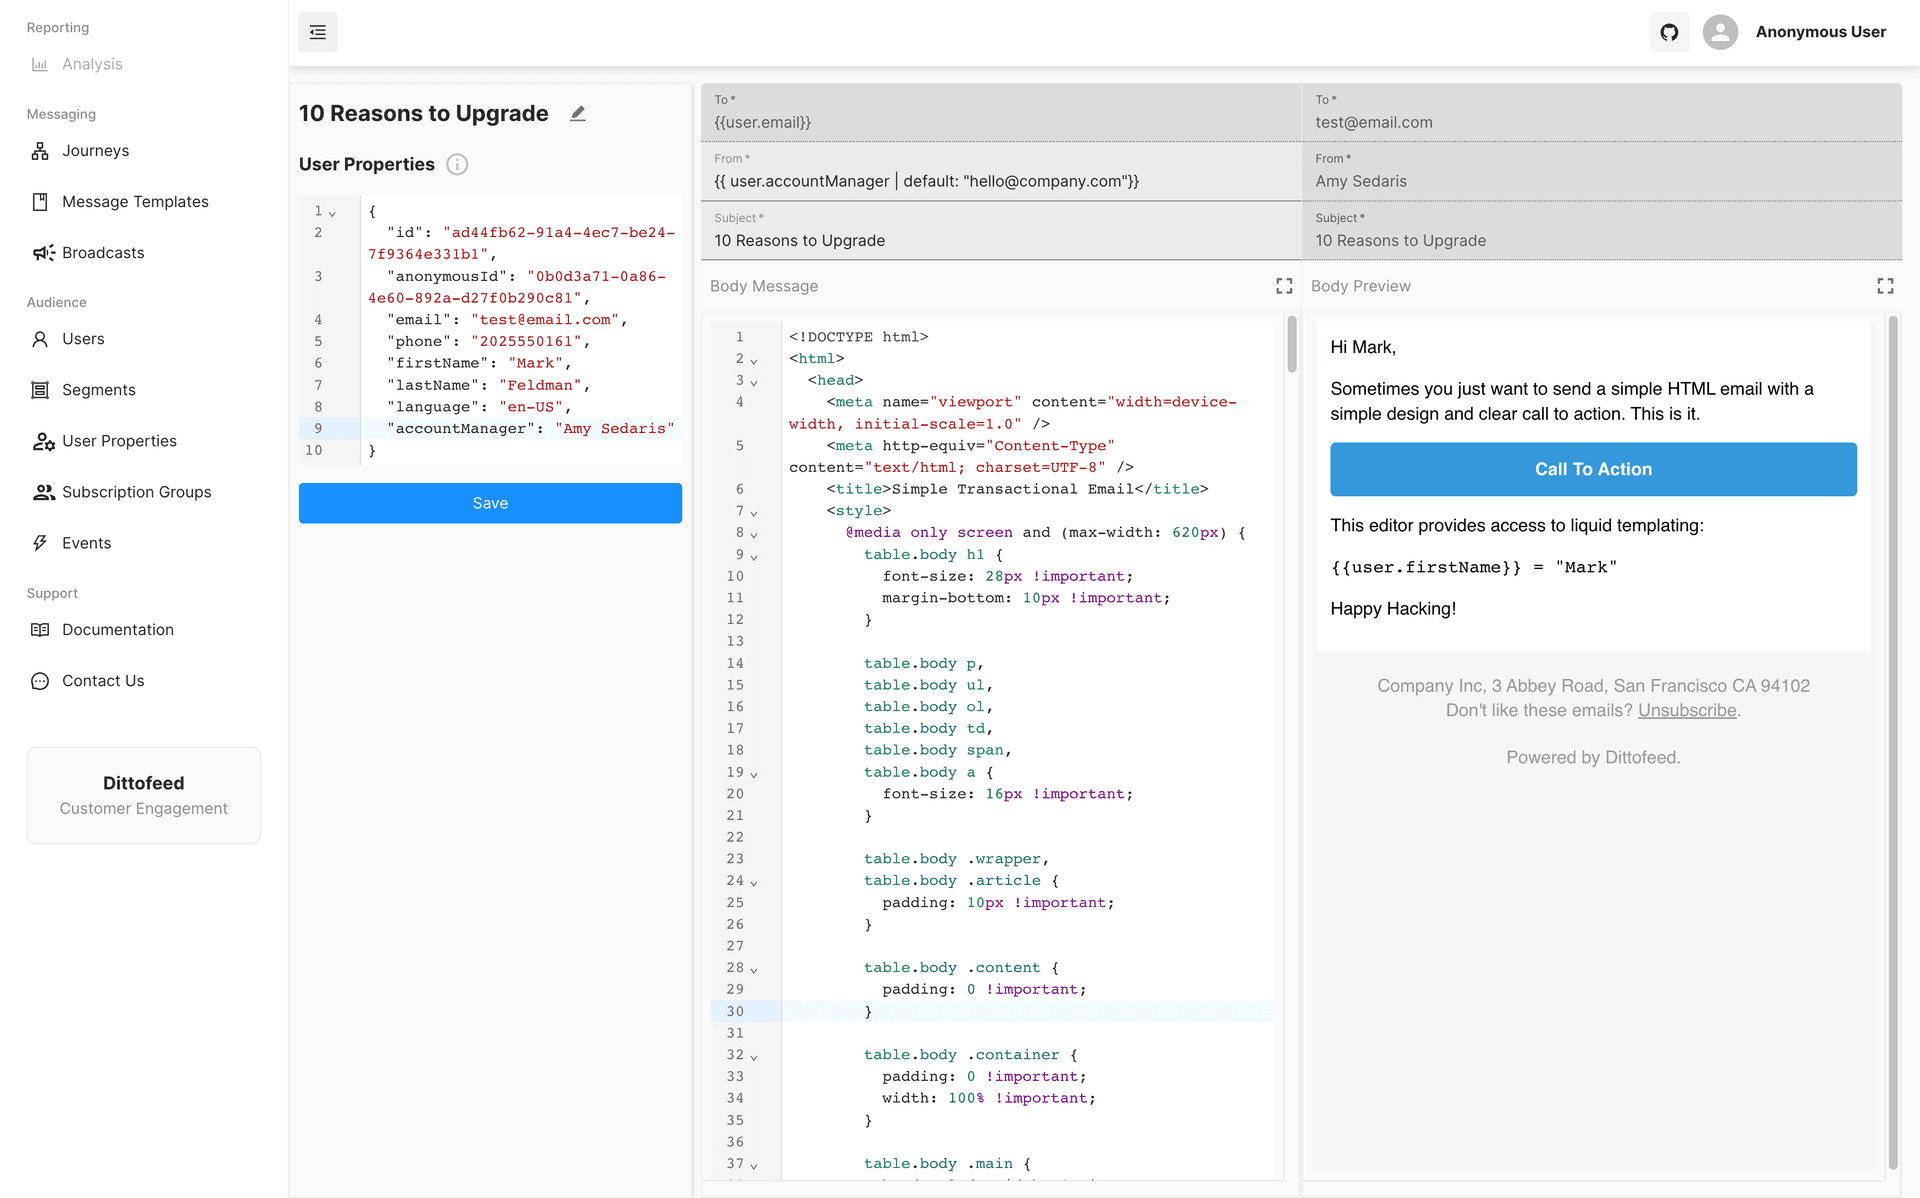 Reporting
Analysis
Messaging
Journeys
Message Templates
Broadcasts
Audience
Users
Segments
User Properties
Subscription Groups
Events
Support
Documentation
Contact Us
Dittofeed
Customer Engagement
Anonymous User
10 Reasons to Upgrade
User Properties
1 {
2 "id": "ad44fb62-91a4-4ec7-be24-
7f9364e331b1",
3 "anonymousId": "0b0d3a71-0a86-
4e60-892a-d27f0b290c81",
4 "email": "test@email.com",
5 "phone": "2025550161",
6 "firstName": "Mark",
7 "lastName": "Feldman",
8 "language": "en-US",
9 "accountManager": "Amy Sedaris"
10 }
Save
To *
{{user.email}}
From *
{{ user.accountManager | default: "hello@company.com"}}
Subject *
10 Reasons to Upgrade
Body Message
1 <!DOCTYPE html>
2 <html>
3 <head>
4 <meta name="viewport" content="width=device-
width, initial-scale=1.0" />
5 <meta http-equiv="Content-Type"
content="text/html; charset=UTF-8" />
6 <title>Simple Transactional Email</title>
7 <style>
8 @media only screen and (max-width: 620px) {
9 table.body h1 {
10 font-size: 28px !important;
11 margin-bottom: 10px !important;
12 }
13
14 table.body p,
15 table.body ul,
16 table.body ol,
17 table.body td,
18 table.body span,
19 table.body a {
20 font-size: 16px !important;
21 }
22
23 table.body .wrapper,
24 table.body .article {
25 padding: 10px !important;
26 }
27
28 table.body .content {
29 padding: 0 !important;
30 }
31
32 table.body .container {
33 padding: 0 !important;
34 width: 100% !important;
35 }
36
37 table.body .main {
To *
test@email.com
From *
Amy Sedaris
Subject *
10 Reasons to Upgrade
Body Preview
Hi Mark,
Sometimes you just want to send a simple HTML email with a
simple design and clear call to action. This is it.
Call To Action
This editor provides access to liquid templating:
{{user.firstName}} = "Mark"
Happy Hacking!
Company Inc, 3 Abbey Road, San Francisco CA 94102
Don't like these emails? Unsubscribe.
Powered by Dittofeed.